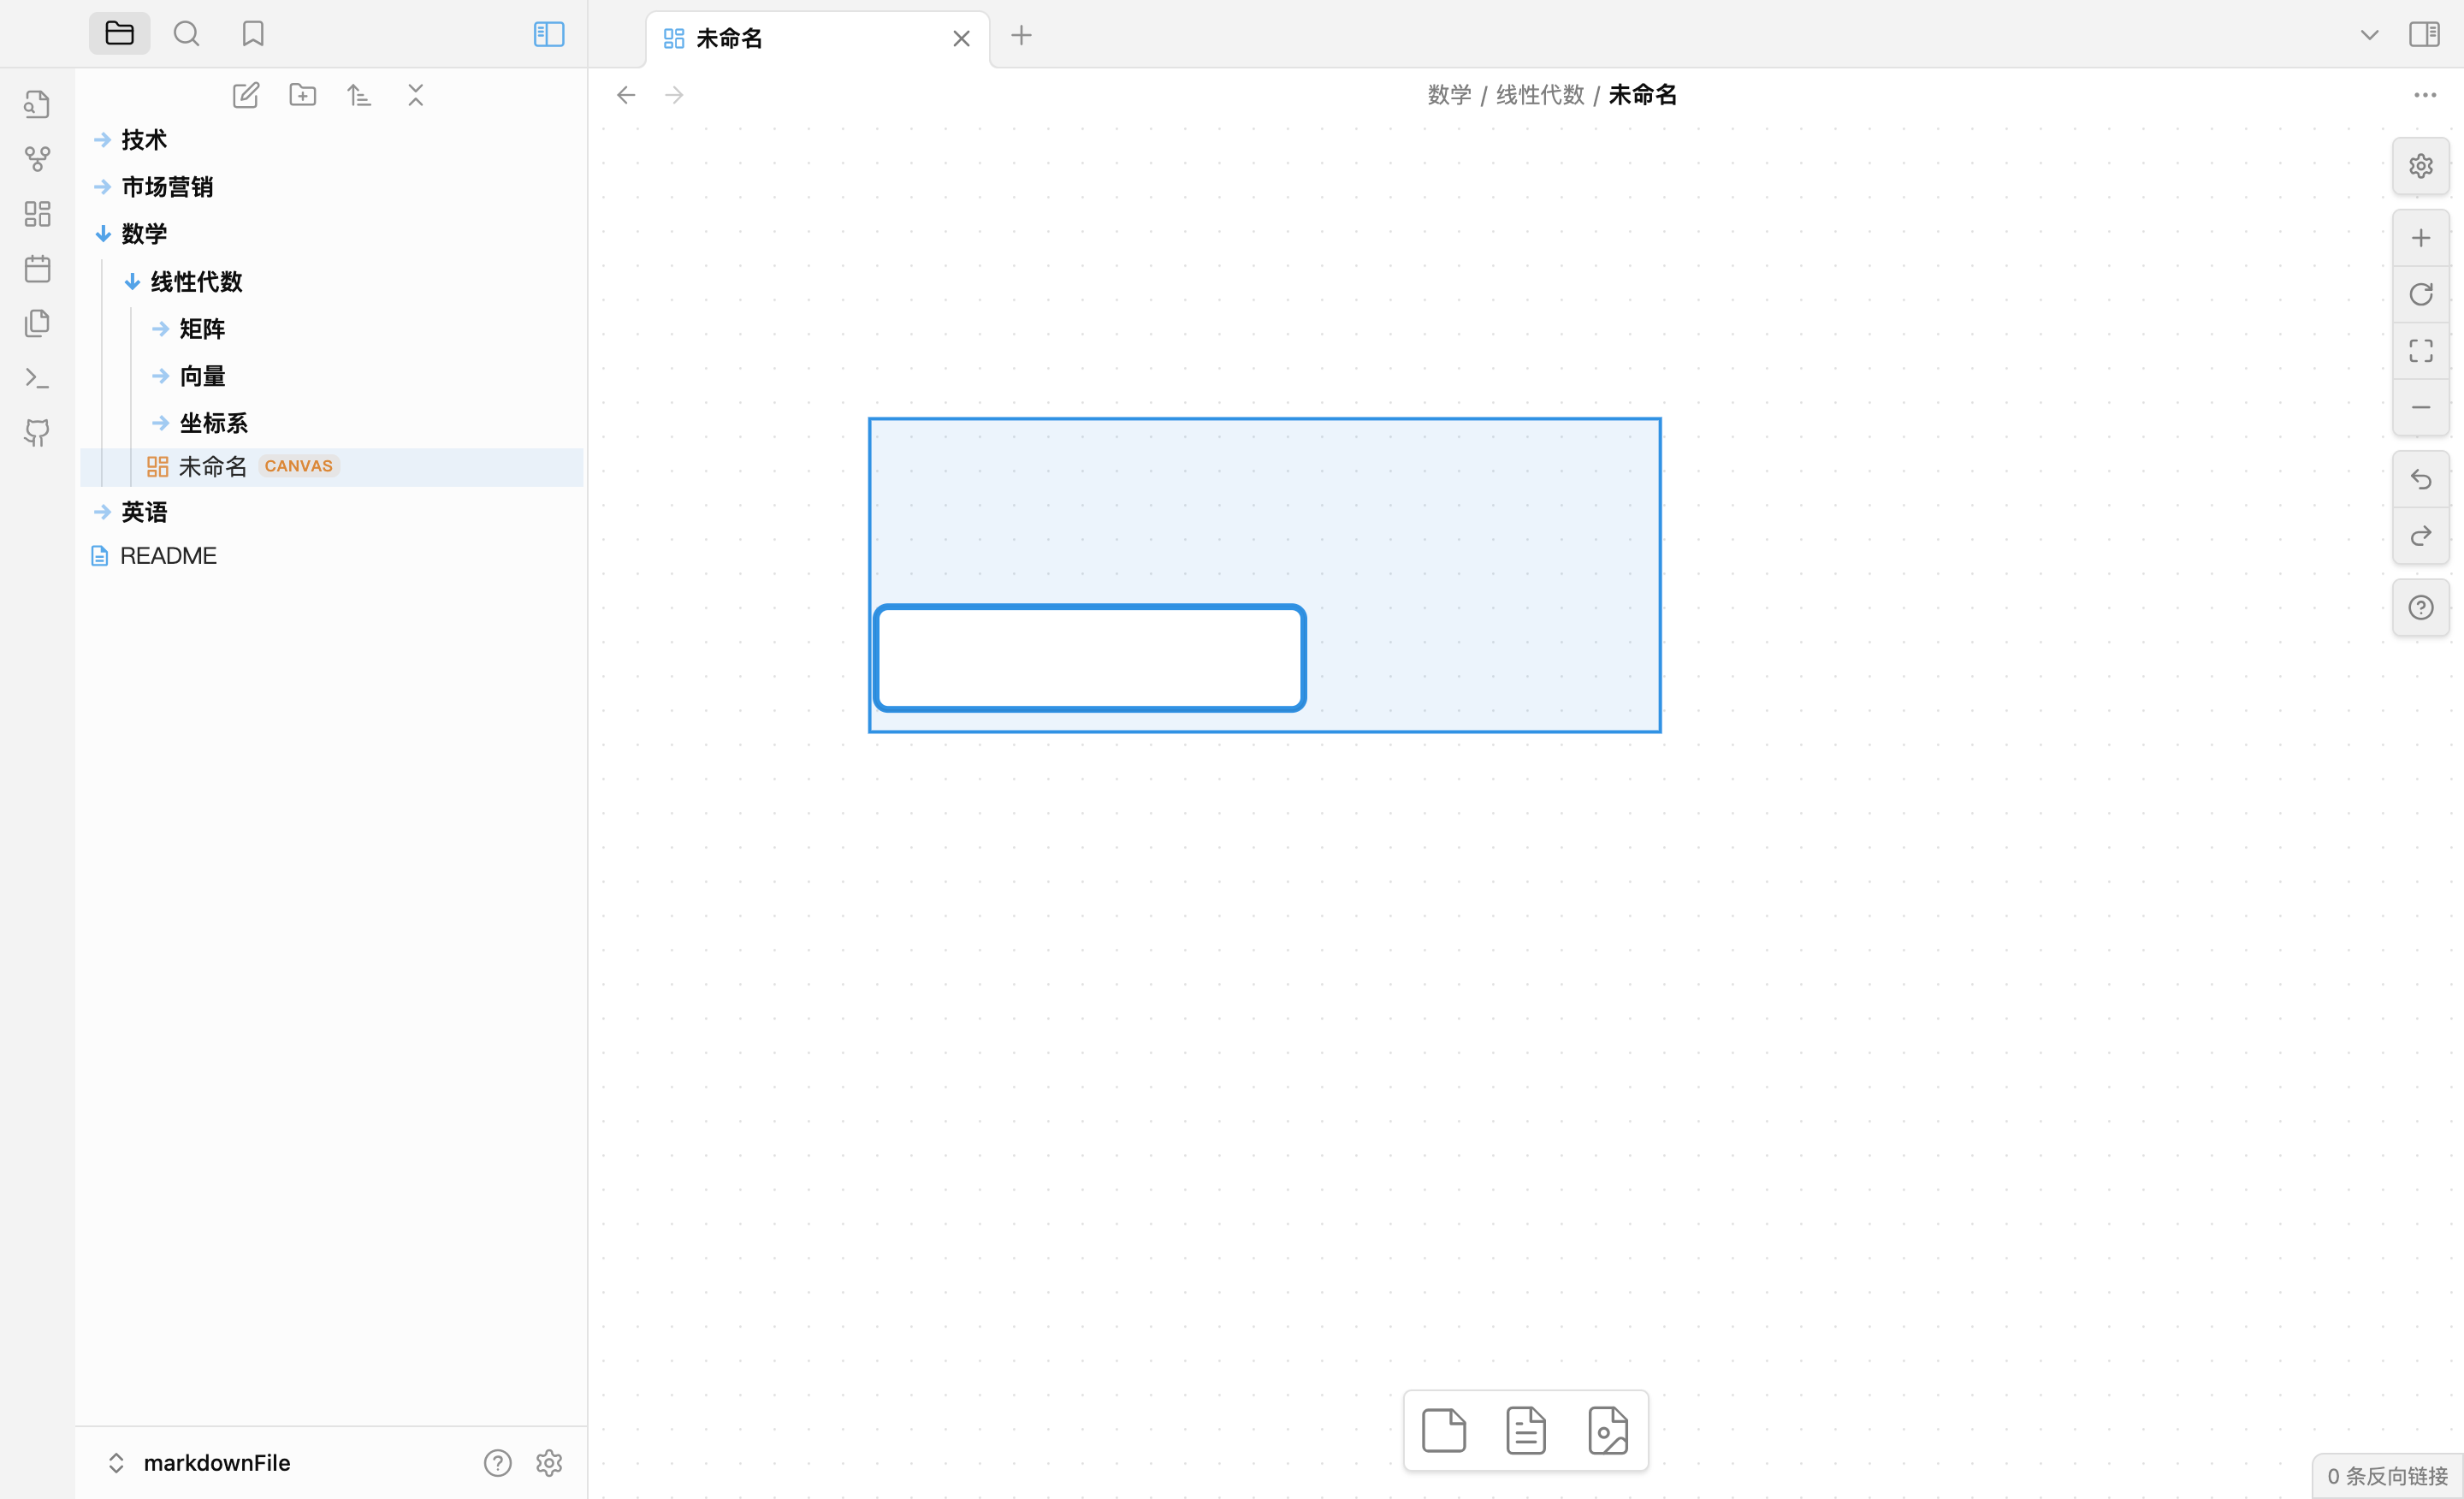 未命名
数学 / 线性代数 / 未命名
技术
市场营销
数学
线性代数
矩阵
向量
坐标系
未命名 CANVAS
英语
README
markdownFile
0 条反向链接